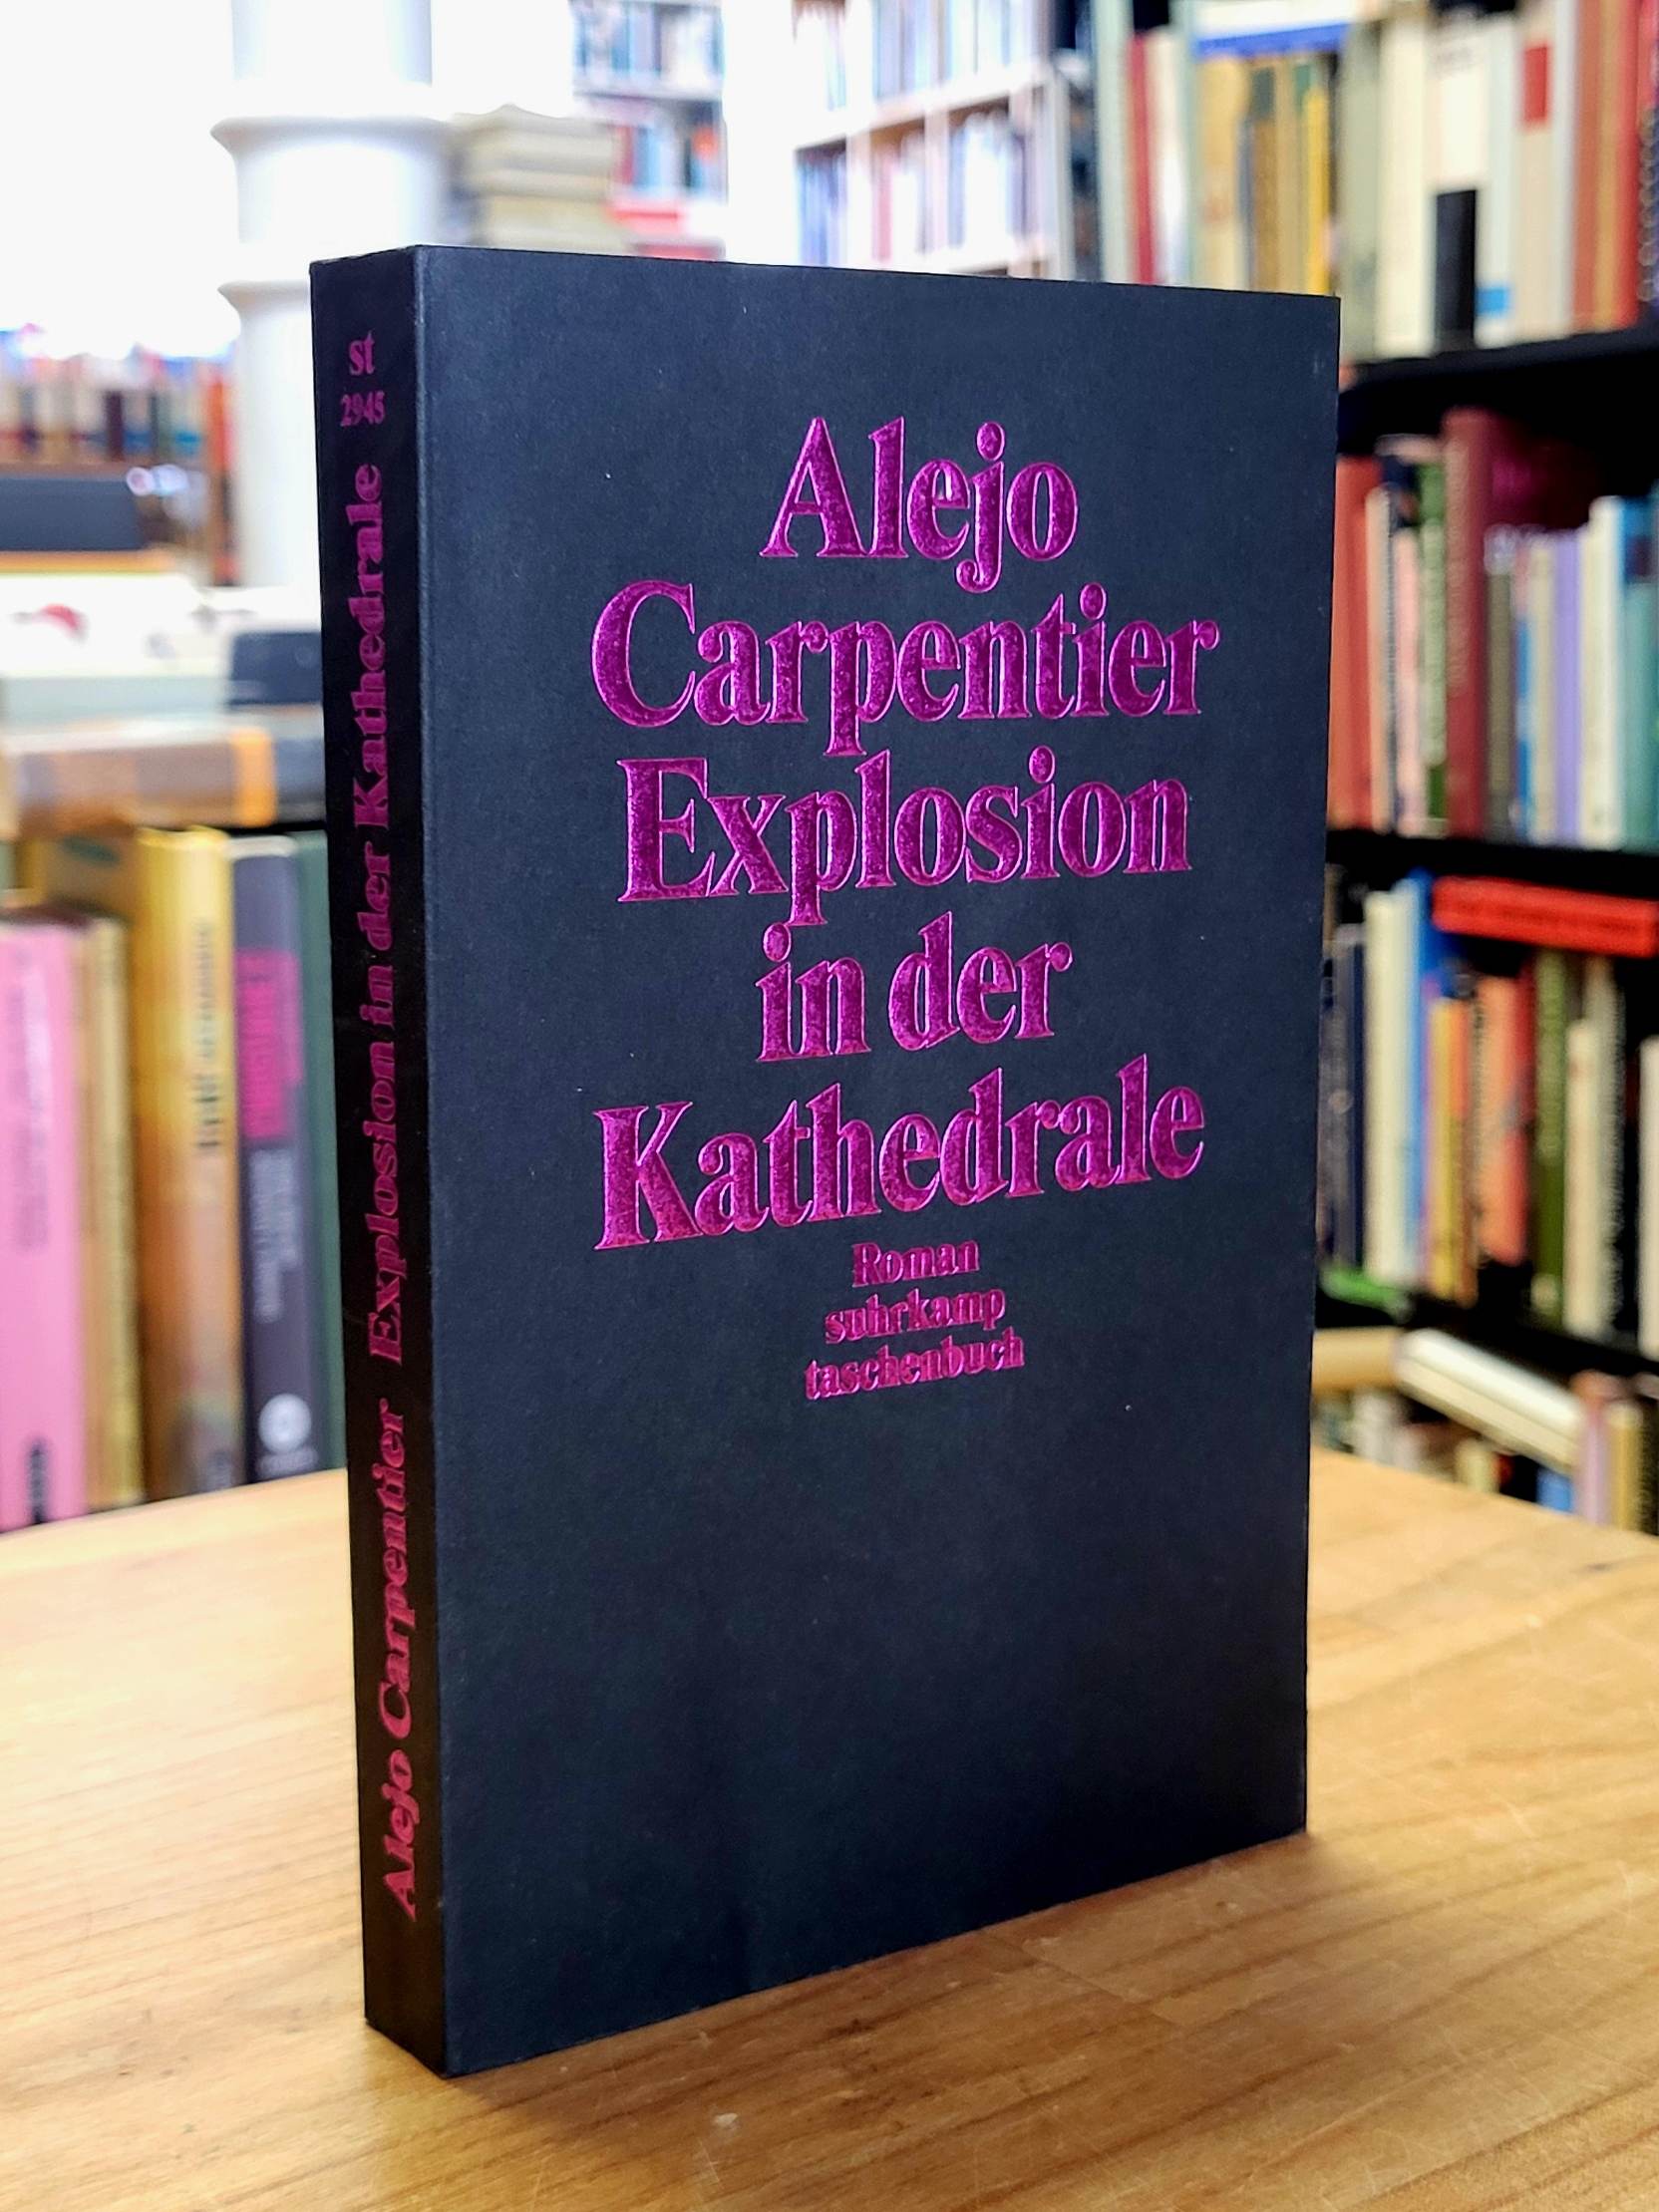 st
2945
Alejo Carpentier Explosion in der Kathedrale
Alejo
Carpentier
Explosion
in der
Kathedrale
Roman
suhrkamp
taschenbuch